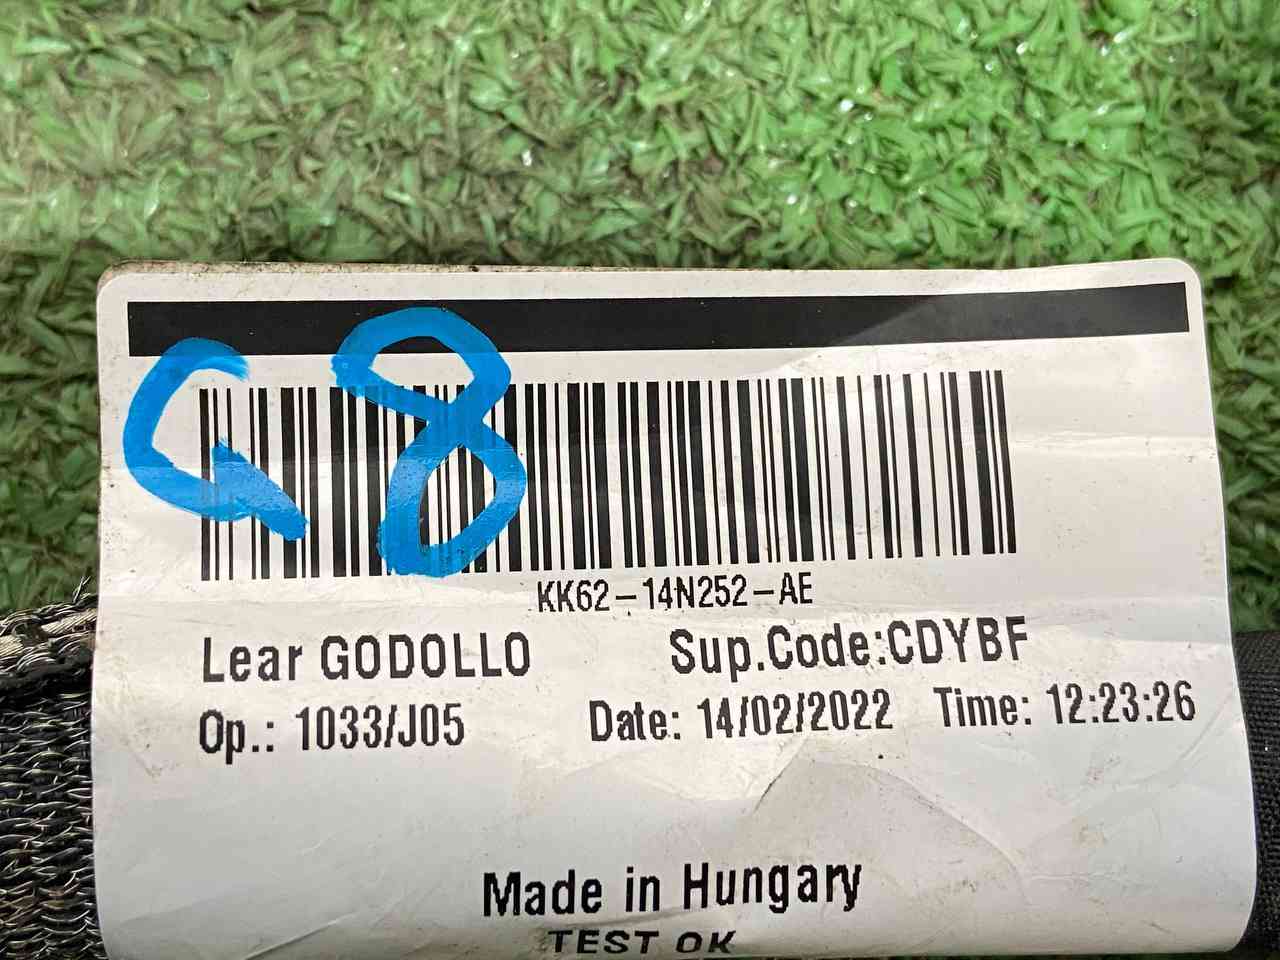 G8
KK62-14N252-AE
Lear GODOLLO Sup.Code:CDYBF
Op.: 1033/J05 Date: 14/02/2022 Time: 12:23:26
Made in Hungary
TEST OK